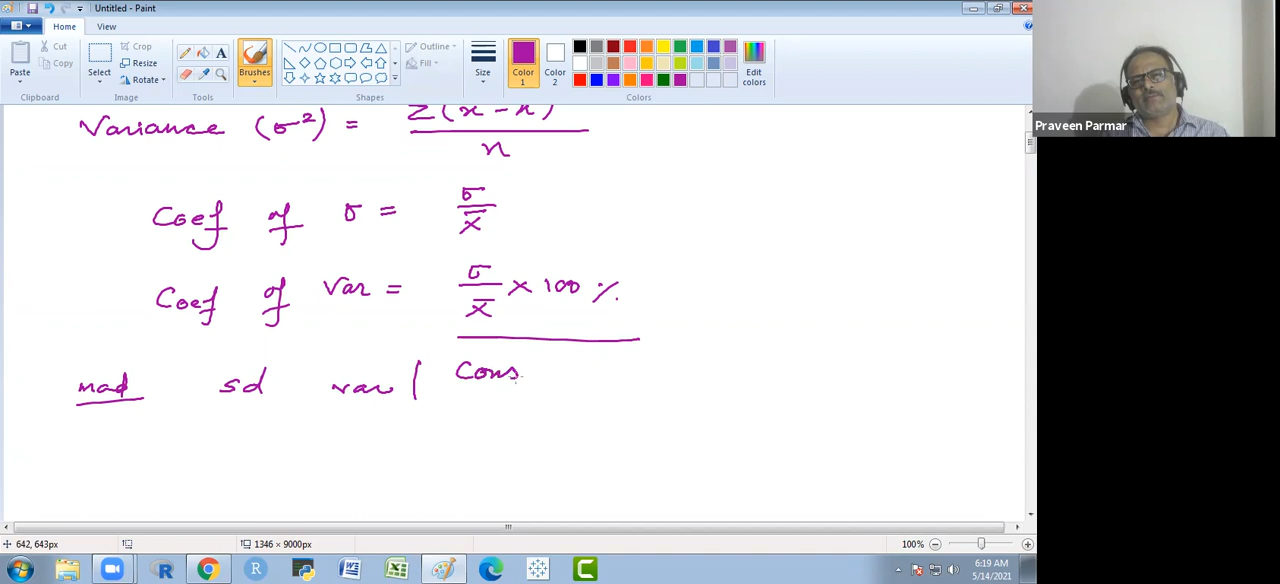 Untitled - Paint
Home View
Paste
Cut
Copy
Clipboard
Select
Crop
Resize
Rotate
Image
A
Tools
Brushes
Shapes
Outline
Fill
Size
Color 1
Color 2
Edit colors
Colors
Praveen Parmar
Variance (σ²) = Σ(x - x̄) / n
Coef of σ = σ / x̄
Coef of Var = σ / x̄ × 100 %
mad sd var ( Cons
642, 643px 1346 × 9000px 100%
6:19 AM
5/14/2021